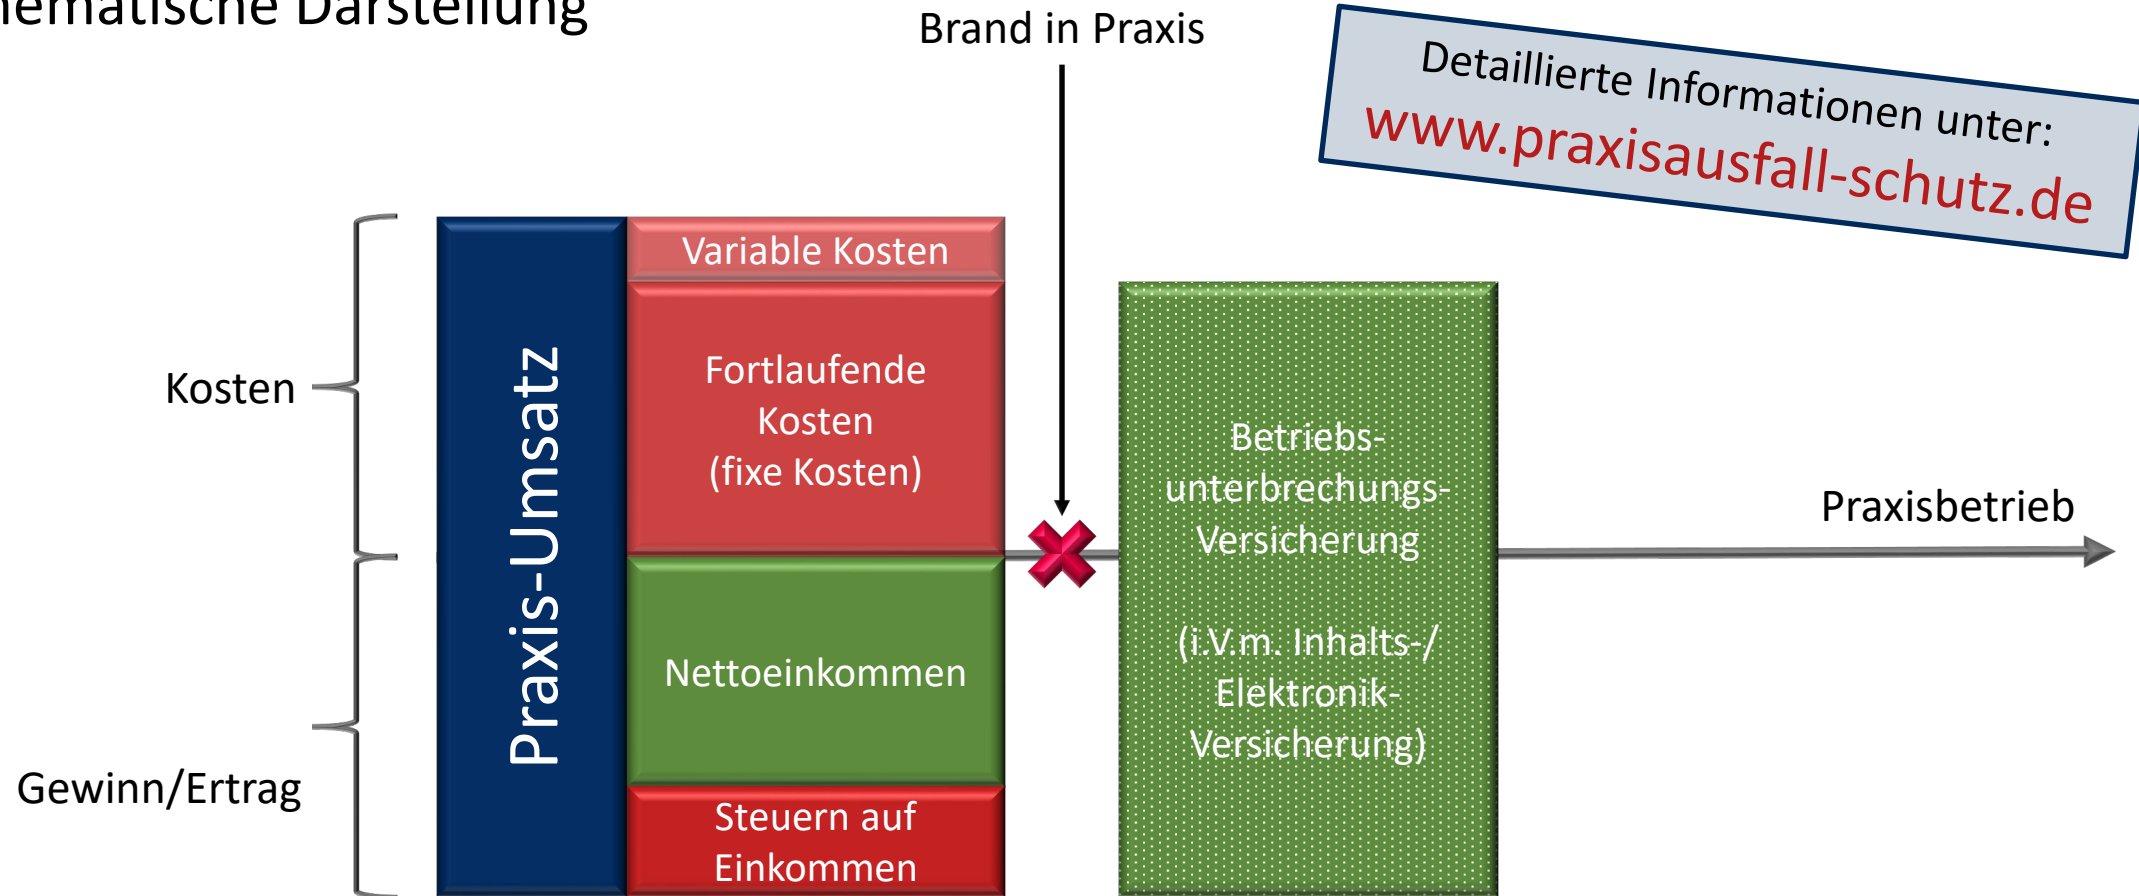 Darstellung
Brand in Praxis
Detaillierte Informationen unter:
www.praxisausfall-schutz.de
Variable Kosten
Fortlaufende
Kosten
(fixe Kosten)
Kosten
Praxis-Umsatz
Betriebs-
unterbrechungs-
Versicherung
(i.V.m. Inhalts-/
Elektronik-
Versicherung)
Praxisbetrieb
Nettoeinkommen
Gewinn/Ertrag
Steuern auf
Einkommen